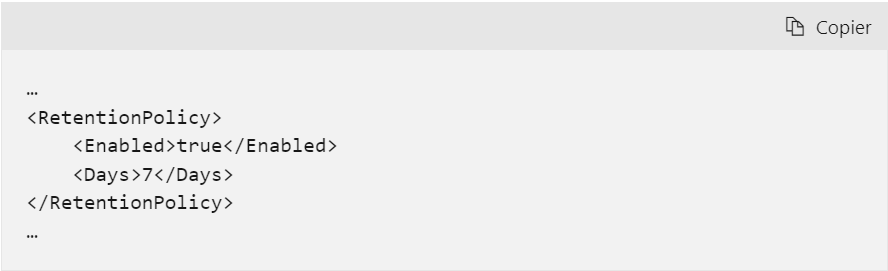 Copier
…
<RetentionPolicy>
    <Enabled>true</Enabled>
    <Days>7</Days>
</RetentionPolicy>
…